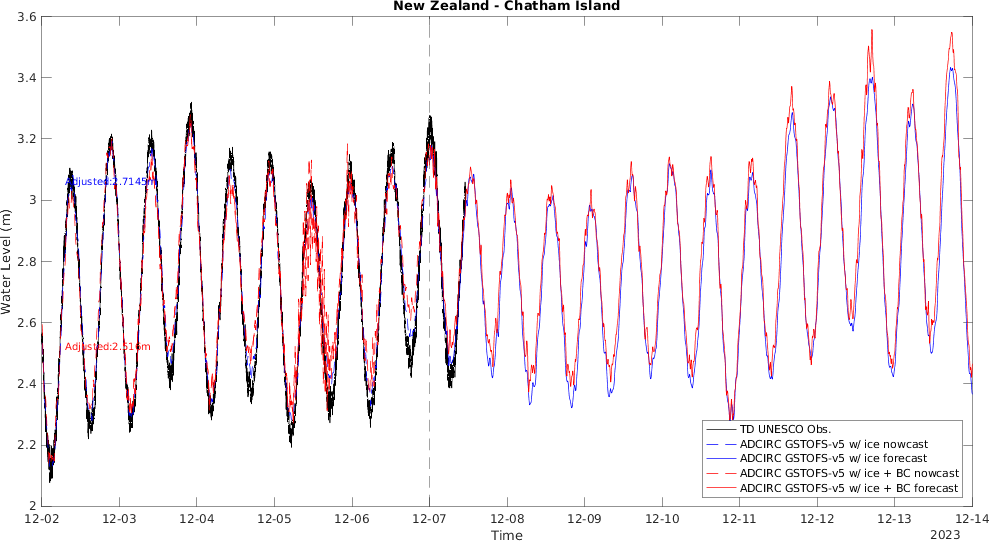 New Zealand - Chatham Island
3.6
3.4
3.2
3
2.8
2.6
2.4
2.2
2
Water Level (m)
Adjusted:2.7145m
Adjusted:2.516m
TD UNESCO Obs.
ADCIRC GSTOFS-v5 w/ ice nowcast
ADCIRC GSTOFS-v5 w/ ice forecast
ADCIRC GSTOFS-v5 w/ ice + BC nowcast
ADCIRC GSTOFS-v5 w/ ice + BC forecast
12-02 12-03 12-04 12-05 12-06 12-07 12-08 12-09 12-10 12-11 12-12 12-13 12-14
Time
2023